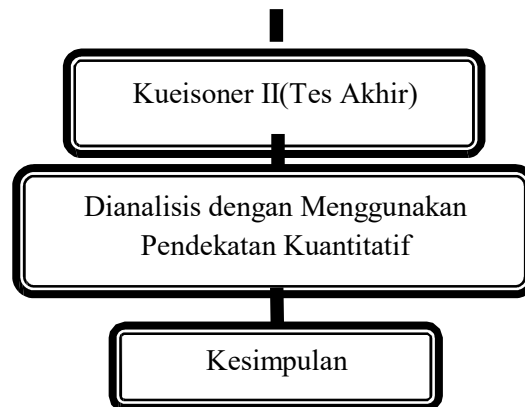 Kueisoner II(Tes Akhir)
Dianalisis dengan Menggunakan
Pendekatan Kuantitatif
Kesimpulan